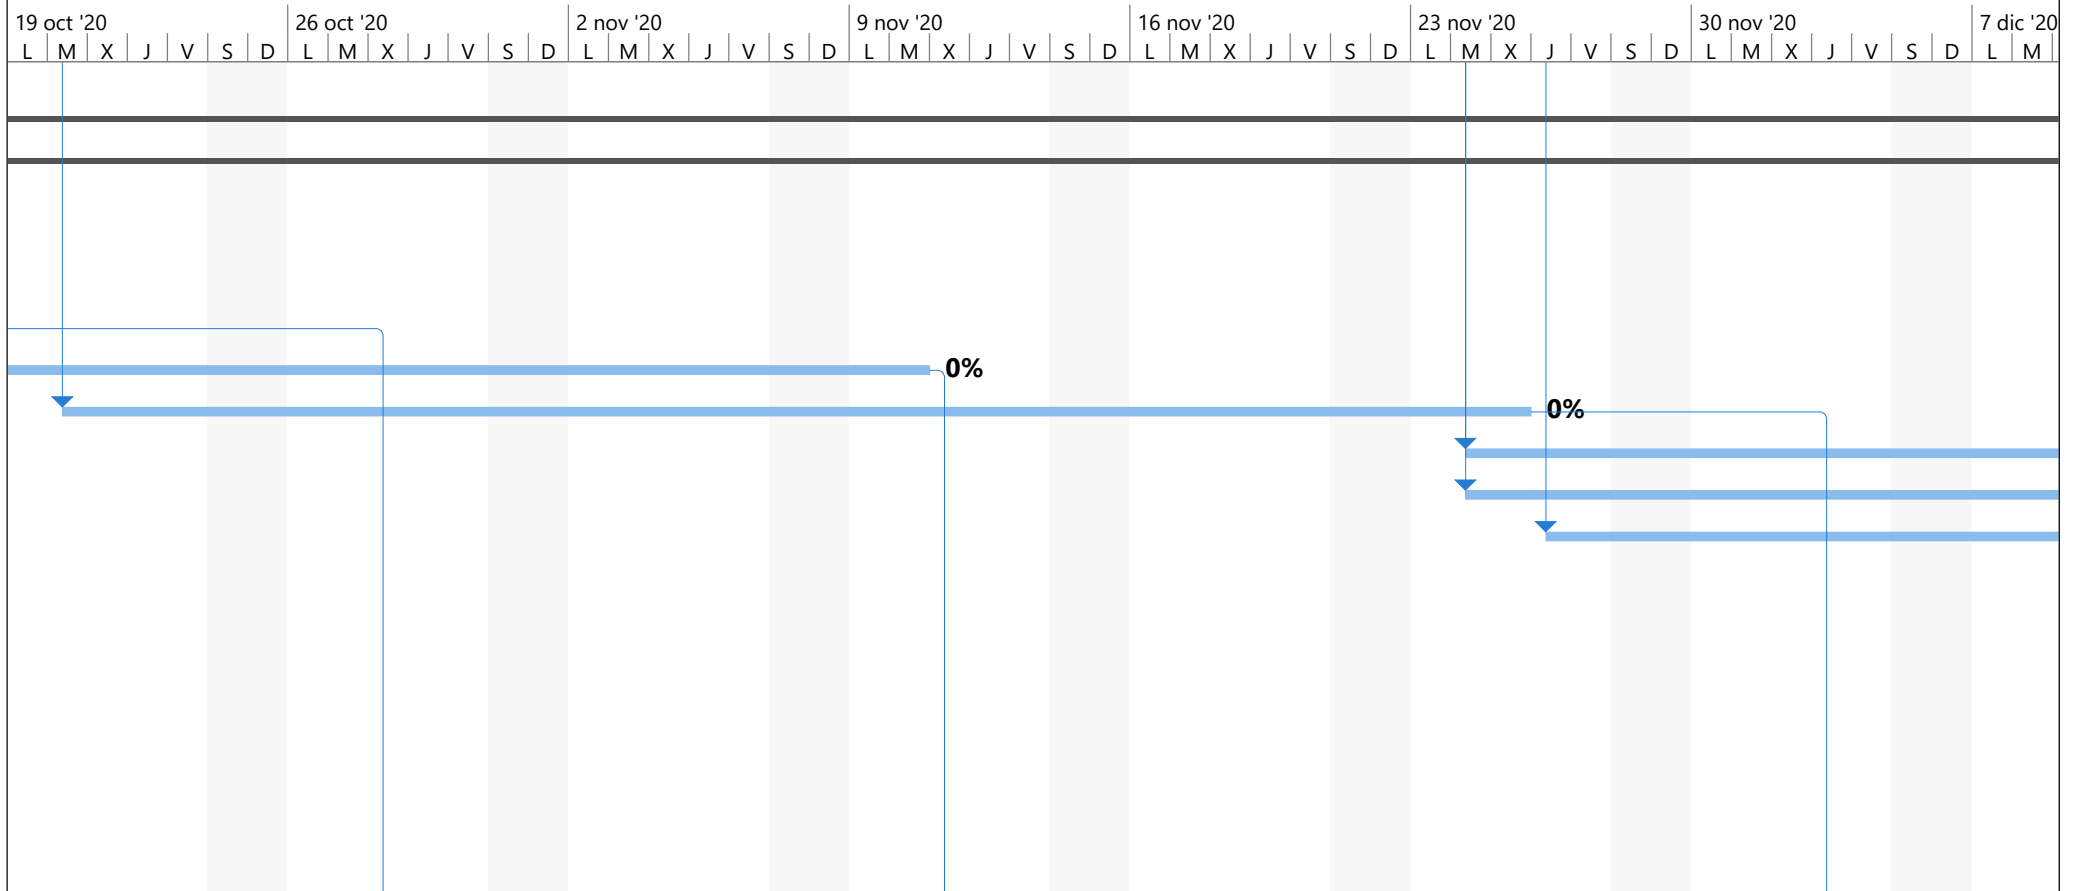 19 oct '20 26 oct '20 2 nov '20 9 nov '20 16 nov '20 23 nov '20 30 nov '20 7 dic '20
L M X J V S D L M X J V S D L M X J V S D L M X J V S D L M X J V S D L M X J V S D L M X J V S D L M
0%
0%